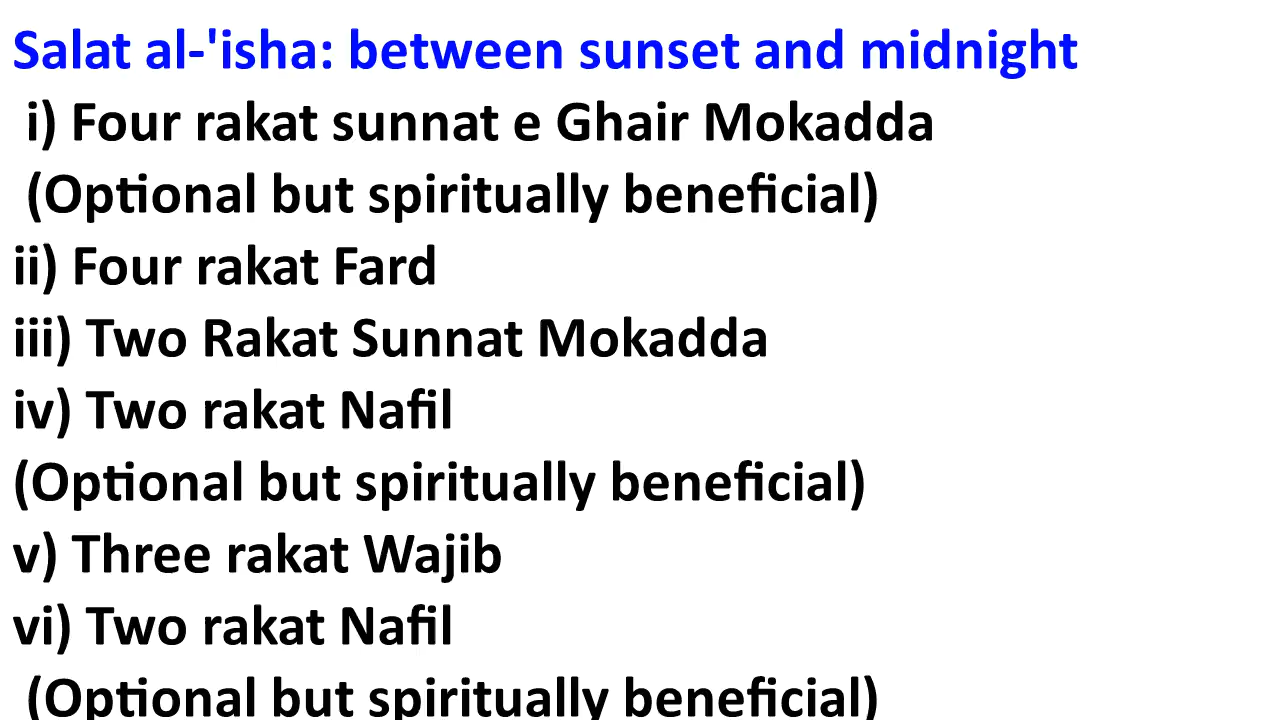 Salat al-'isha: between sunset and midnight
i) Four rakat sunnat e Ghair Mokadda
(Optional but spiritually beneficial)
ii) Four rakat Fard
iii) Two Rakat Sunnat Mokadda
iv) Two rakat Nafil
(Optional but spiritually beneficial)
v) Three rakat Wajib
vi) Two rakat Nafil
(Optional but spiritually beneficial)